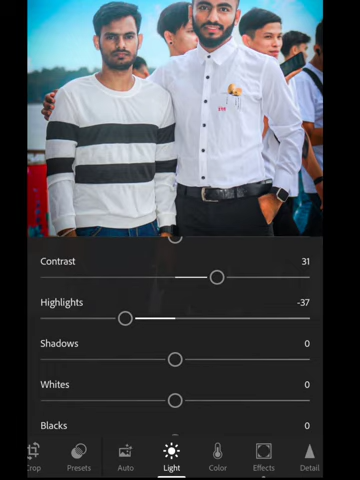 Contrast 31
Highlights -37
Shadows 0
Whites 0
Blacks 0
Crop Presets Auto Light Color Effects Detail